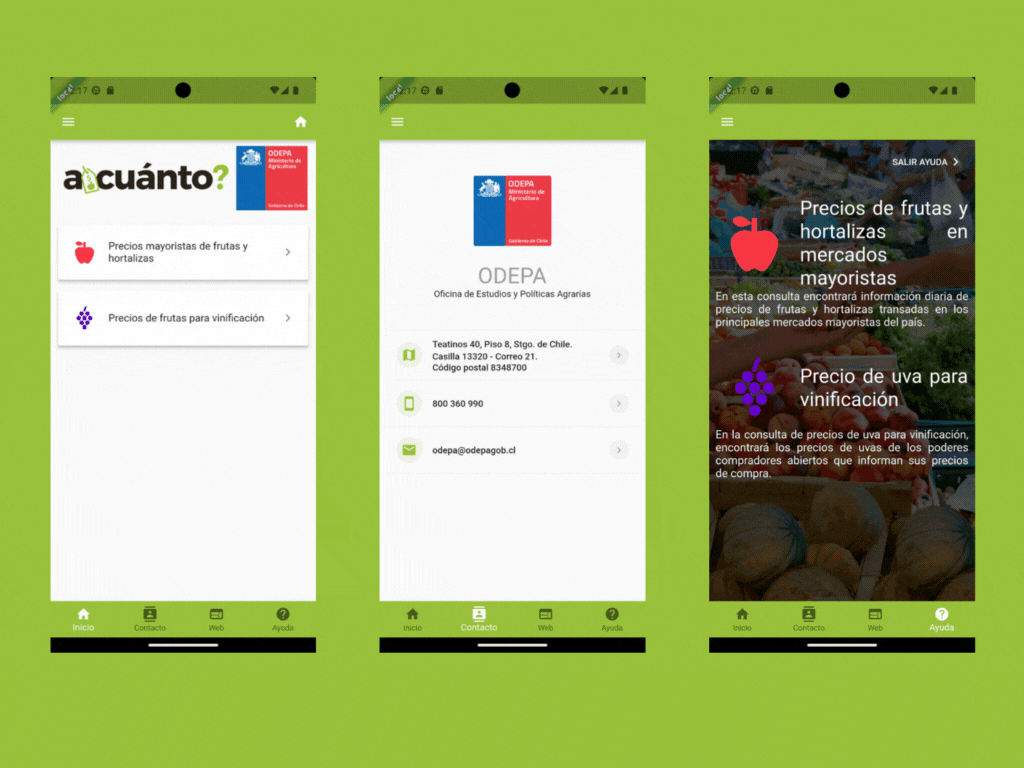 local
:17
a cuánto?
ODEPA
Ministerio de
Agricultura
Gobierno de Chile
Precios mayoristas de frutas y
hortalizas
Precios de frutas para vinificación
Inicio
Contacto
Web
Ayuda
local
:17
ODEPA
Ministerio de
Agricultura
Gobierno de Chile
ODEPA
Oficina de Estudios y Políticas Agrarias
Teatinos 40, Piso 8, Stgo. de Chile.
Casilla 13320 - Correo 21.
Código postal 8348700
800 360 990
odepa@odepagob.cl
Inicio
Contacto
Web
Ayuda
local
:17
SALIR AYUDA
Precios de frutas y
hortalizas en
mercados
mayoristas
En esta consulta encontrará información diaria de
precios de frutas y hortalizas transadas en los
principales mercados mayoristas del país.
Precio de uva para
vinificación
En la consulta de precios de uva para vinificación,
encontrará los precios de uvas de los poderes
compradores abiertos que informan sus precios
de compra.
Inicio
Contacto
Web
Ayuda